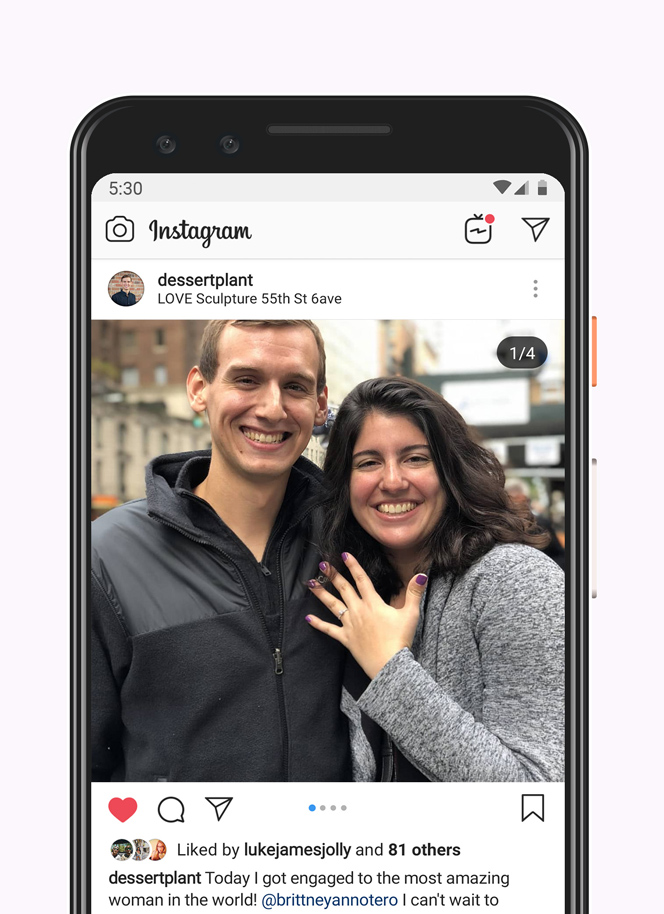 5:30
Instagram
dessertplant
LOVE Sculpture 55th St 6ave
1/4
Liked by lukejamesjolly and 81 others
dessertplant Today I got engaged to the most amazing
woman in the world! @brittneyannotero I can't wait to